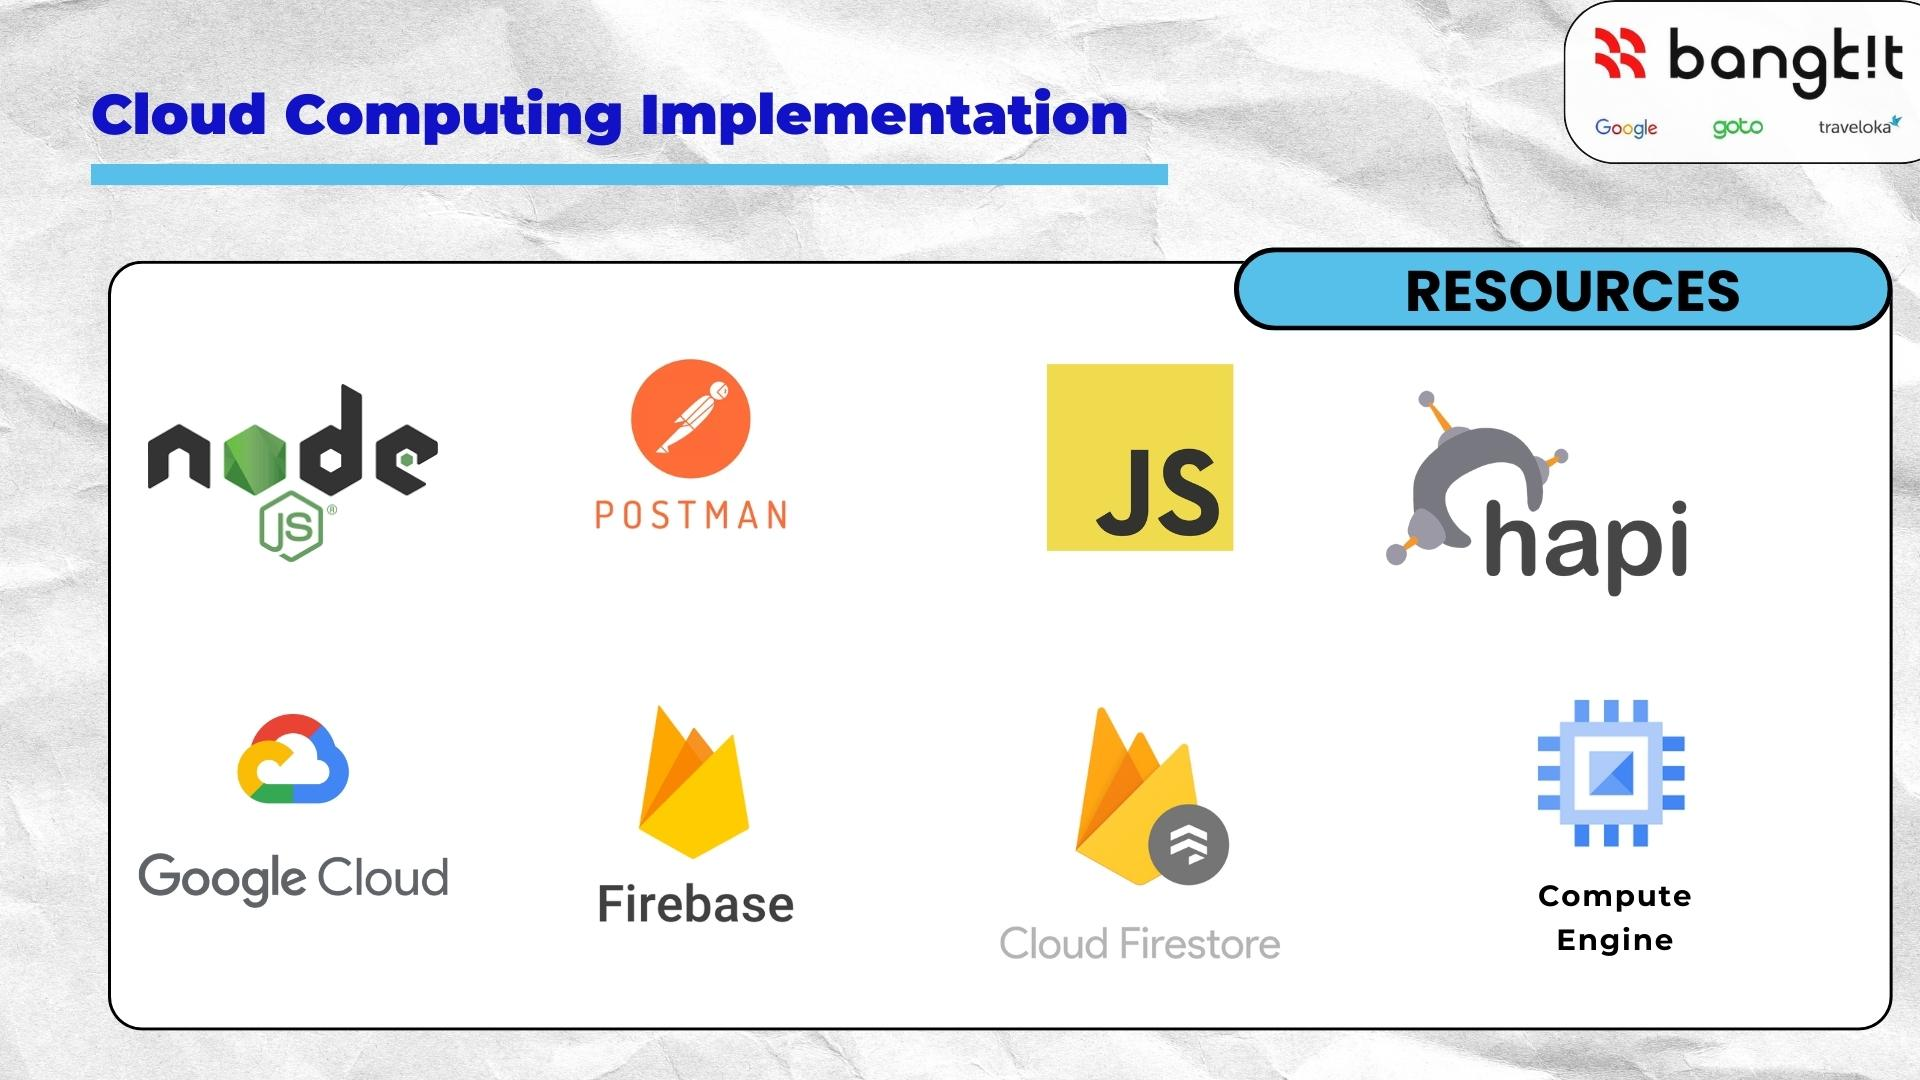 bangk!t
Google goto traveloka
Cloud Computing Implementation
RESOURCES
node
JS®
POSTMAN
JS
hapi
Google Cloud
Firebase
Cloud Firestore
Compute
Engine